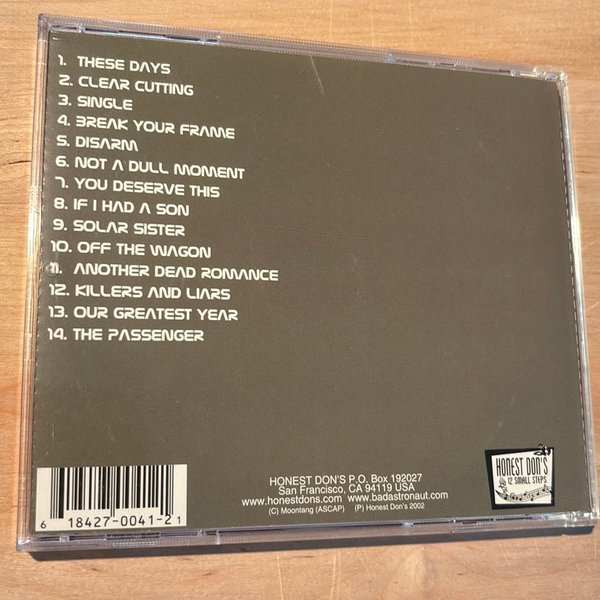 1. THESE DAYS
2. CLEAR CUTTING
3. SINGLE
4. BREAK YOUR FRAME
5. DISARM
6. NOT A DULL MOMENT
7. YOU DESERVE THIS
8. IF I HAD A SON
9. SOLAR SISTER
10. OFF THE WAGON
11. ANOTHER DEAD ROMANCE
12. KILLERS AND LIARS
13. OUR GREATEST YEAR
14. THE PASSENGER
HONEST DON'S P.O. Box 192027
San Francisco, CA 94119 USA
www.honestdons.com www.badastronaut.com
(C) Moontang (ASCAP) (P) Honest Don's 2002
HONEST DON'S
12 SMALL STEPS
6 18427-0041-2 1